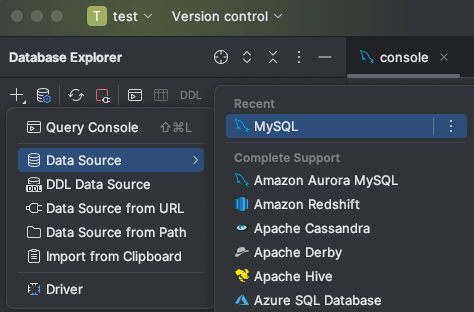 T test Version control
Database Explorer
console
DDL
Query Console ⇧⌘L
Data Source
DDL Data Source
Data Source from URL
Data Source from Path
Import from Clipboard
Driver
Recent
MySQL
Complete Support
Amazon Aurora MySQL
Amazon Redshift
Apache Cassandra
Apache Derby
Apache Hive
Azure SQL Database